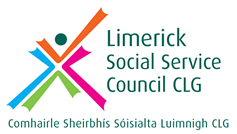 Limerick
Social Service
Council CLG
Comhairle Sheirbhís Sóisialta Luimnigh CLG